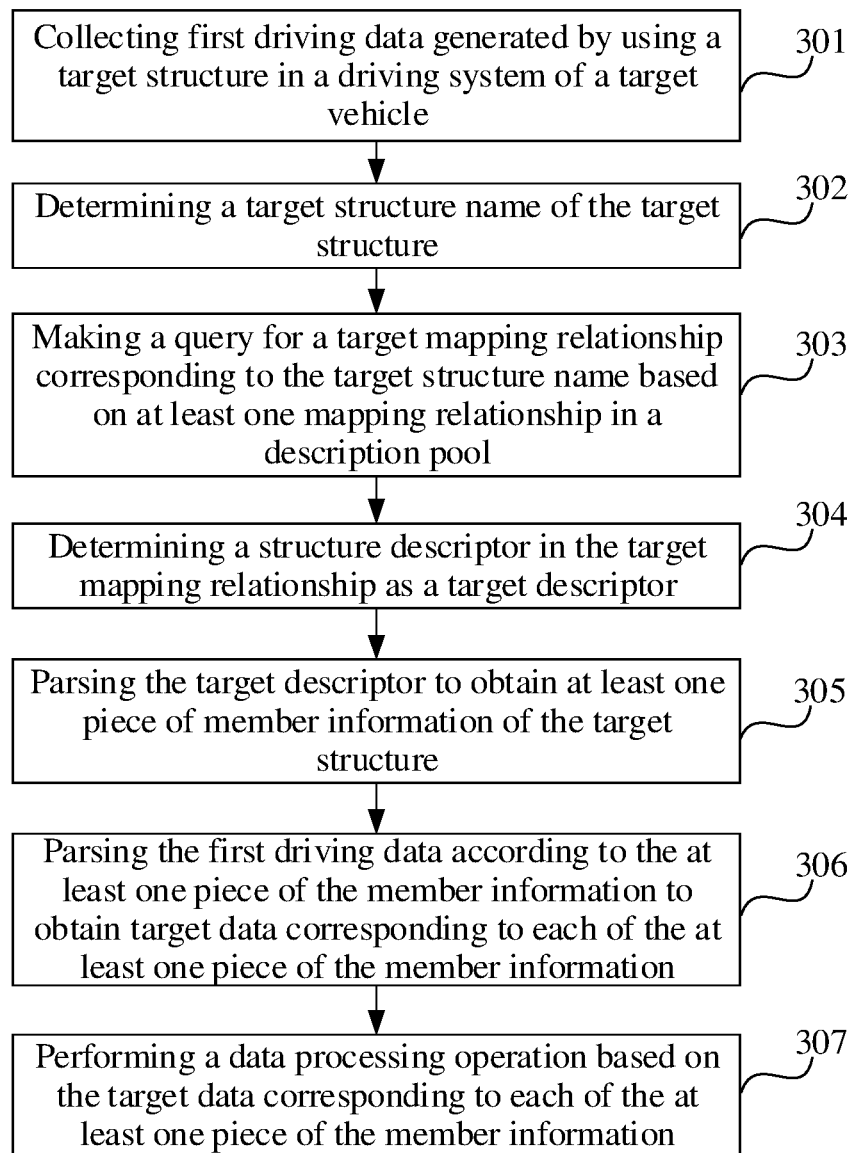 Collecting first driving data generated by using a
target structure in a driving system of a target
vehicle
301
Determining a target structure name of the target
structure
302
Making a query for a target mapping relationship
corresponding to the target structure name based
on at least one mapping relationship in a
description pool
303
Determining a structure descriptor in the target
mapping relationship as a target descriptor
304
Parsing the target descriptor to obtain at least one
piece of member information of the target
structure
305
Parsing the first driving data according to the at
least one piece of the member information to
obtain target data corresponding to each of the at
least one piece of the member information
306
Performing a data processing operation based on
the target data corresponding to each of the at
least one piece of the member information
307